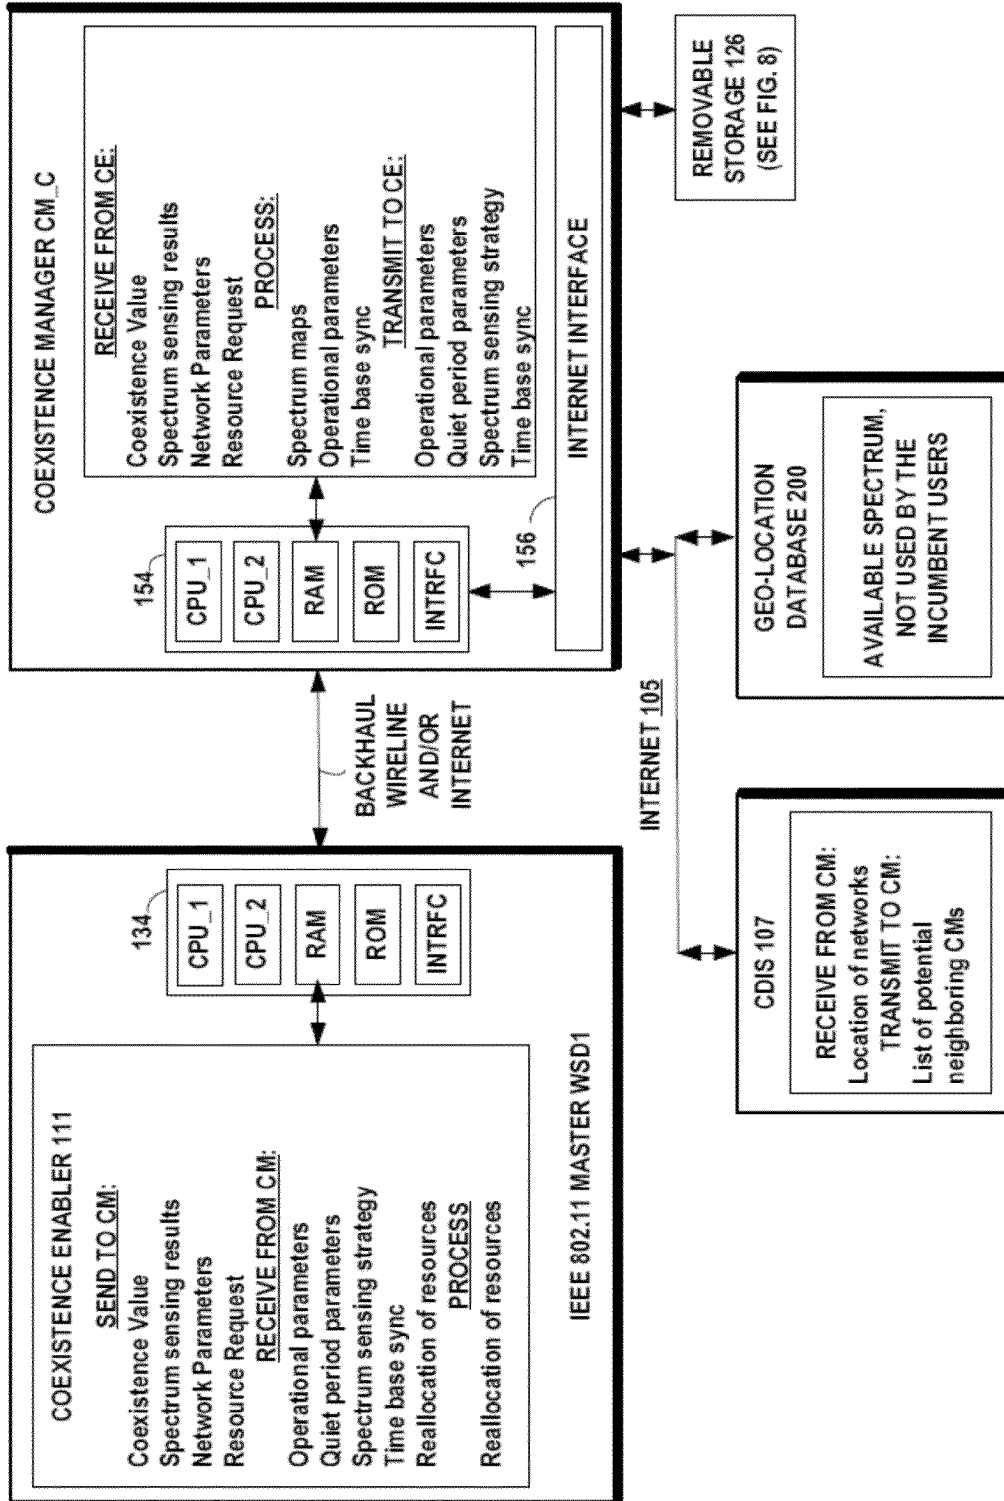 COEXISTENCE ENABLER 111
SEND TO CM:
Coexistence Value
Spectrum sensing results
Network Parameters
Resource Request
RECEIVE FROM CM:
Operational parameters
Quiet period parameters
Spectrum sensing strategy
Time base sync
Reallocation of resources
PROCESS
Reallocation of resources
IEEE 802.11 MASTER WSD1
134
CPU_1
CPU_2
RAM
ROM
INTRFC
BACKHAUL
WIRELINE
AND/OR
INTERNET
COEXISTENCE MANAGER CM_C
154
CPU_1
CPU_2
RAM
ROM
INTRFC
RECEIVE FROM CE:
Coexistence Value
Spectrum sensing results
Network Parameters
Resource Request
PROCESS:
Spectrum maps
Operational parameters
Time base sync
TRANSMIT TO CE:
Operational parameters
Quiet period parameters
Spectrum sensing strategy
Time base sync
156
INTERNET INTERFACE
INTERNET 105
CDIS 107
RECEIVE FROM CM:
Location of networks
TRANSMIT TO CM:
List of potential
neighboring CMs
GEO-LOCATION
DATABASE 200
AVAILABLE SPECTRUM,
NOT USED BY THE
INCUMBENT USERS
REMOVABLE
STORAGE 126
(SEE FIG. 8)